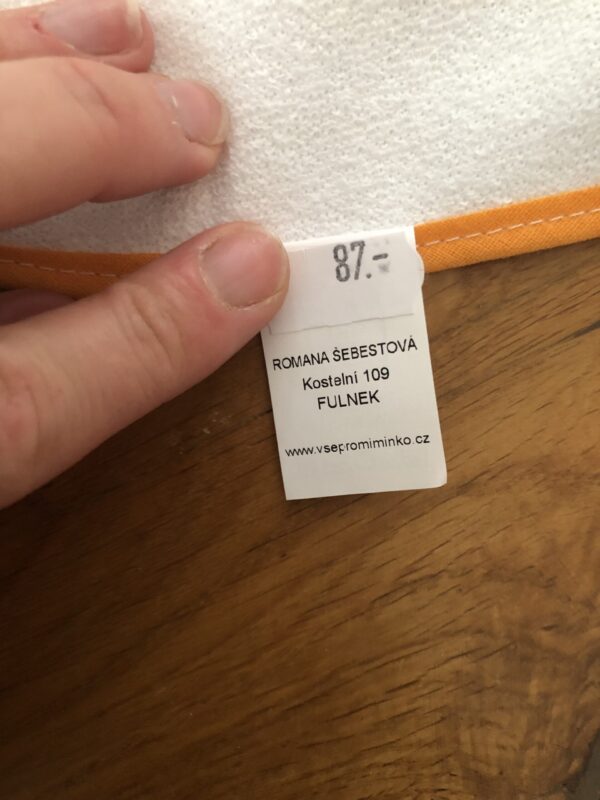 87.-
ROMANA ŠEBESTOVÁ
Kostelní 109
FULNEK
www.vsepromiminko.cz